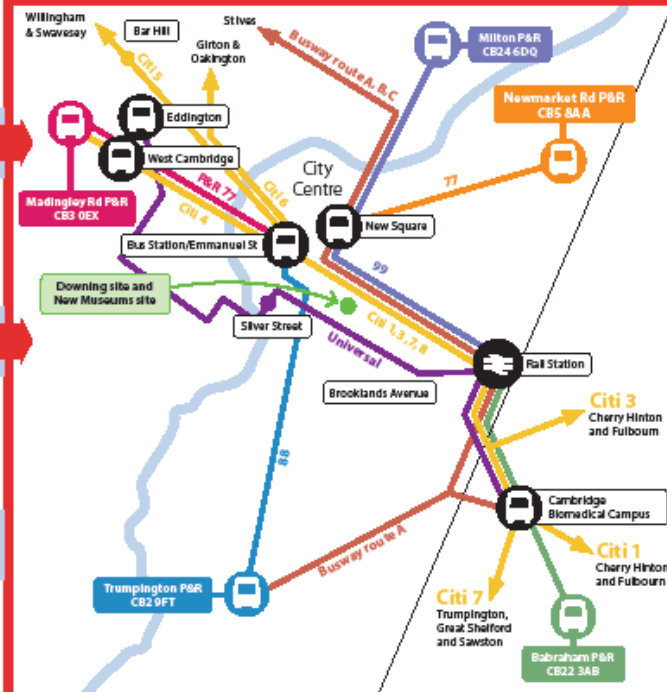 Willingham
& Swavesey
Bar Hill
St Ives
Girton &
Oakington
Citi 5
Busway route A, B, C
Milton P&R
CB24 6DQ
Newmarket Rd P&R
CB5 8AA
Eddington
West Cambridge
City
Centre
P&R 77
Citi 6
77
Madingley Rd P&R
CB3 0EX
Citi 4
New Square
Bus Station/Emmanuel St
99
Downing site and
New Museums site
Silver Street
Citi 1,3,7,8
Universal
Rail Station
Brooklands Avenue
Citi 3
Cherry Hinton
and Fulbourn
88
Cambridge
Biomedical Campus
Busway route A
Citi 1
Cherry Hinton
and Fulbourn
Trumpington P&R
CB2 9FT
Citi 7
Trumpington,
Great Shelford
and Sawston
Babraham P&R
CB22 3AB